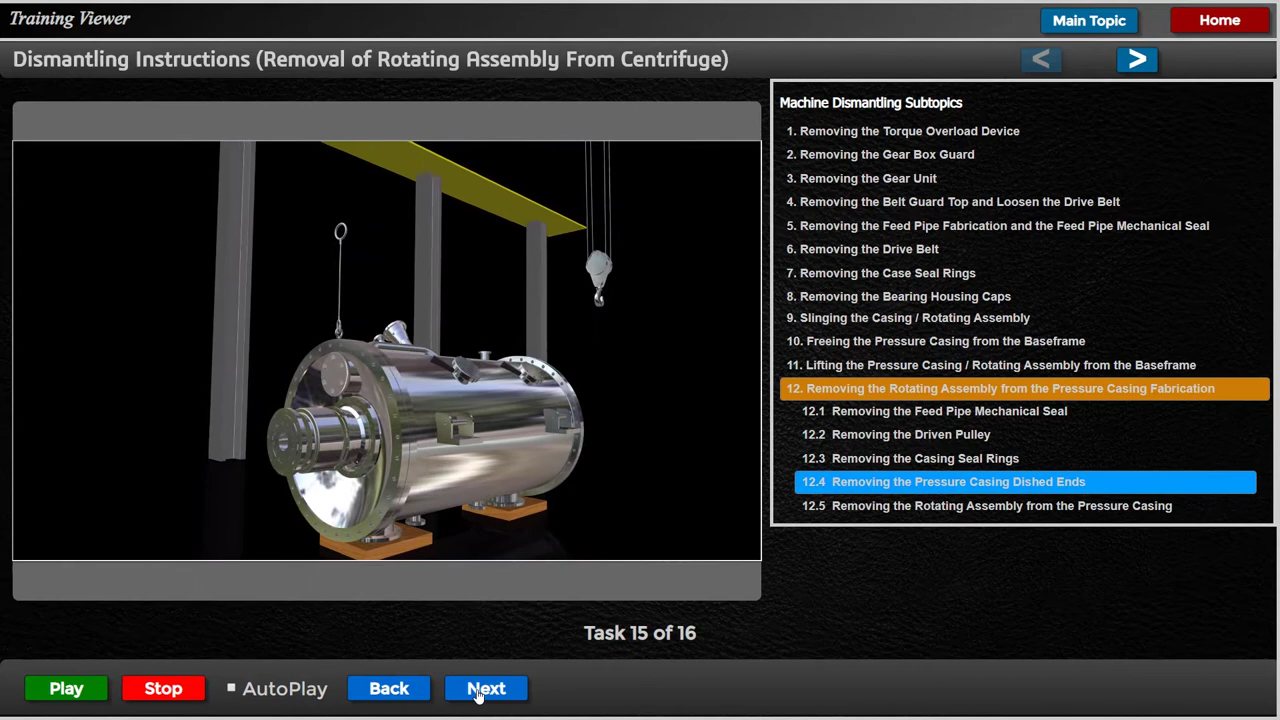 Training Viewer
Main Topic
Home
Dismantling Instructions (Removal of Rotating Assembly From Centrifuge)
<
>
Machine Dismantling Subtopics
1. Removing the Torque Overload Device
2. Removing the Gear Box Guard
3. Removing the Gear Unit
4. Removing the Belt Guard Top and Loosen the Drive Belt
5. Removing the Feed Pipe Fabrication and the Feed Pipe Mechanical Seal
6. Removing the Drive Belt
7. Removing the Case Seal Rings
8. Removing the Bearing Housing Caps
9. Slinging the Casing / Rotating Assembly
10. Freeing the Pressure Casing from the Baseframe
11. Lifting the Pressure Casing / Rotating Assembly from the Baseframe
12. Removing the Rotating Assembly from the Pressure Casing Fabrication
12.1 Removing the Feed Pipe Mechanical Seal
12.2 Removing the Driven Pulley
12.3 Removing the Casing Seal Rings
12.4 Removing the Pressure Casing Dished Ends
12.5 Removing the Rotating Assembly from the Pressure Casing
Task 15 of 16
Play
Stop
AutoPlay
Back
Next